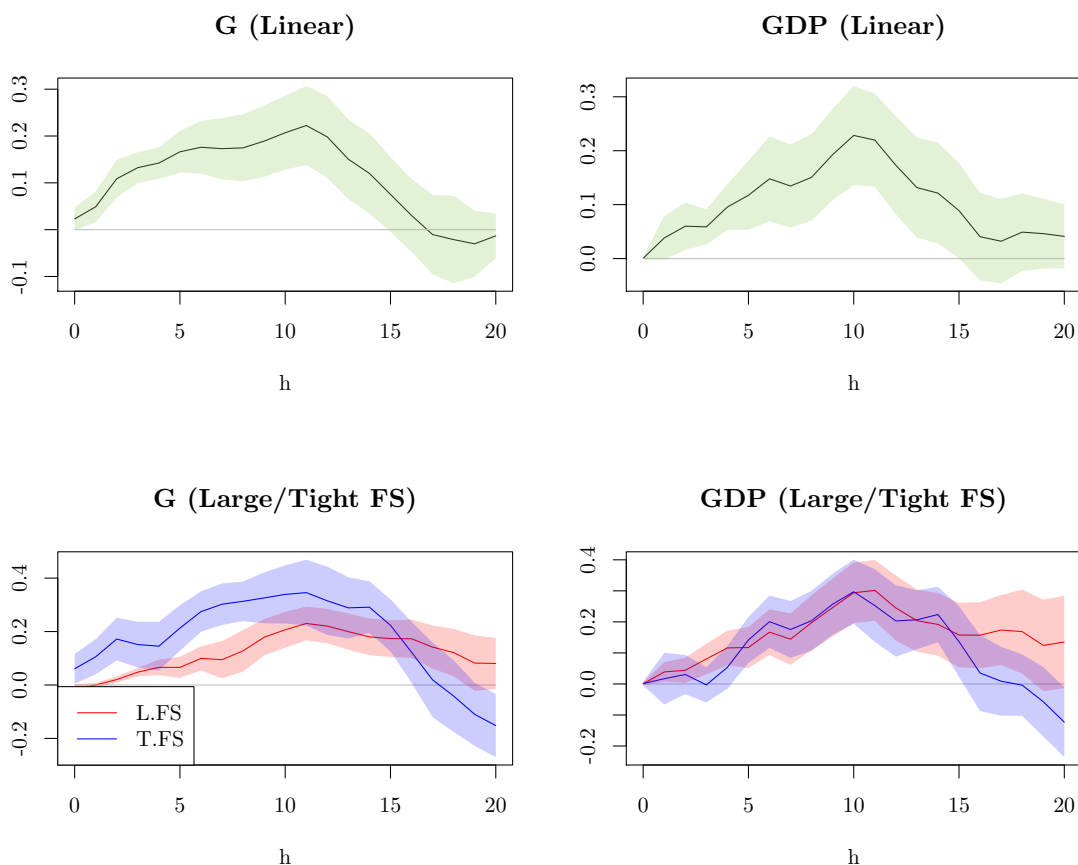 G (Linear)
0.3
0.2
0.1
-0.1
0 5 10 15 20
h
GDP (Linear)
0.3
0.2
0.1
0.0
0 5 10 15 20
h
G (Large/Tight FS)
0.4
0.2
0.0
-0.2
L.FS
T.FS
0 5 10 15 20
h
GDP (Large/Tight FS)
0.4
0.2
0.0
-0.2
0 5 10 15 20
h